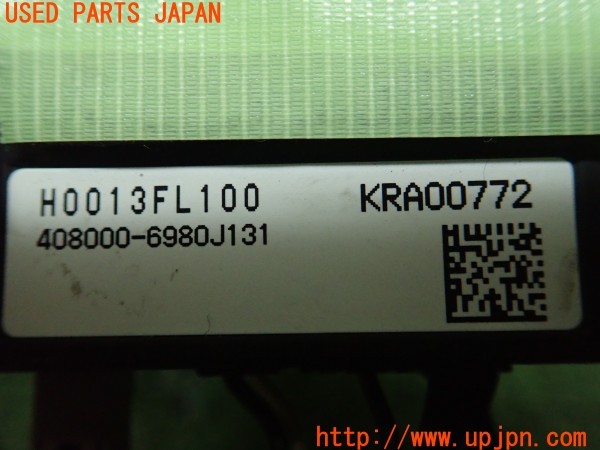 USED PARTS JAPAN
H0013FL100
KRA00772
408000-6980J131
http://www.upjpn.com/